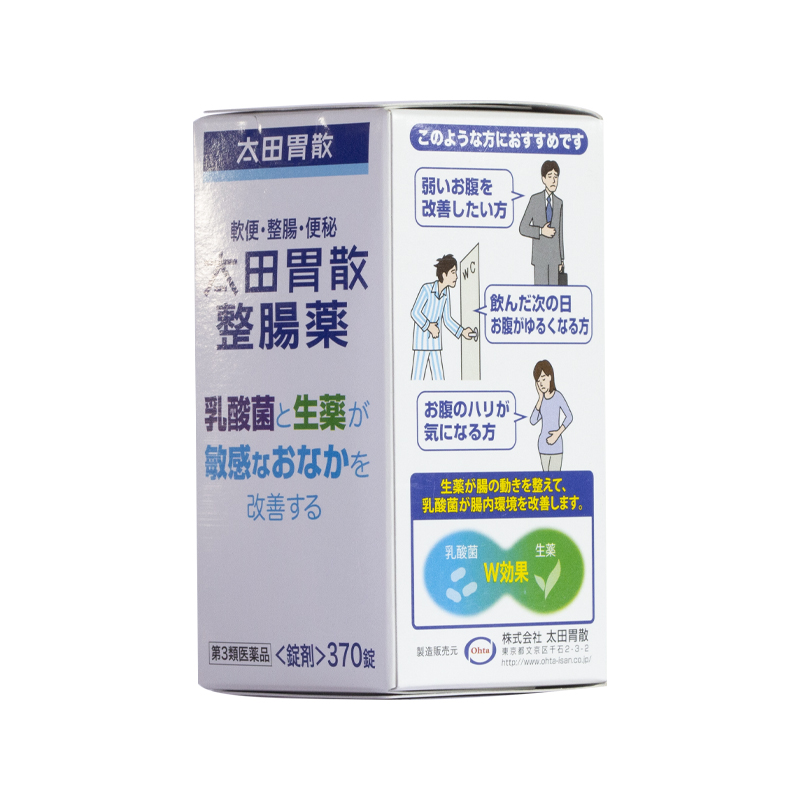 太田胃散
軟便・整腸・便秘
太田胃散
整腸薬
乳酸菌と生薬が
敏感なおなかを
改善する
第3類医薬品
<錠剤>370錠
このような方におすすめです
弱いお腹を
改善したい方
WC
飲んだ次の日
お腹がゆるくなる方
お腹のハリが
気になる方
生薬が腸の動きを整えて、
乳酸菌が腸内環境を改善します。
乳酸菌
生薬
W効果
製造販売元
Ohta
株式会社 太田胃散
東京都文京区千石2-3-2
http://www.ohta-isan.co.jp/